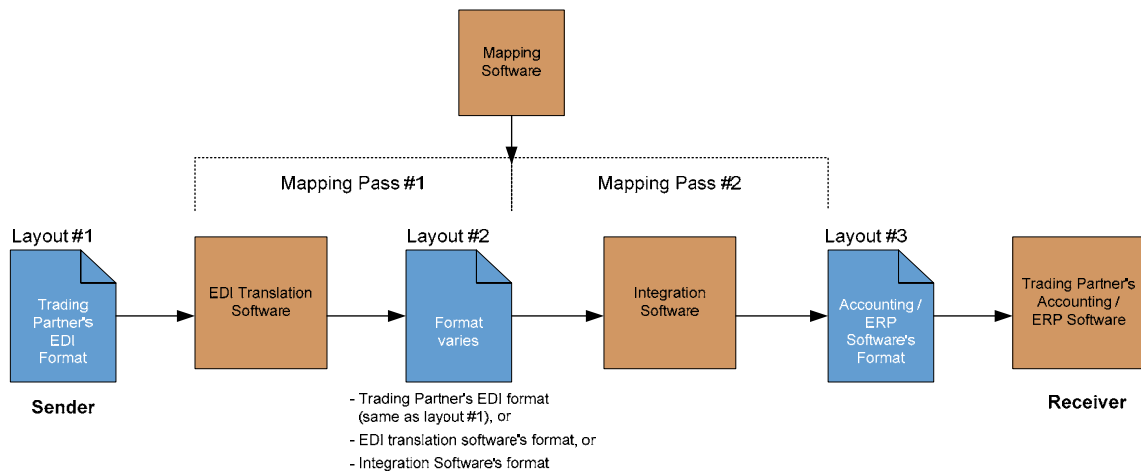 Mapping
Software
Mapping Pass #1
Mapping Pass #2
Layout #1
Trading
Partner's
EDI
Format
Sender
EDI Translation
Software
Layout #2
Format
varies
- Trading Partner's EDI format
(same as layout #1), or
- EDI translation software's format, or
- Integration Software's format
Integration
Software
Layout #3
Accounting /
ERP
Software's
Format
Trading Partner's
Accounting /
ERP Software
Receiver